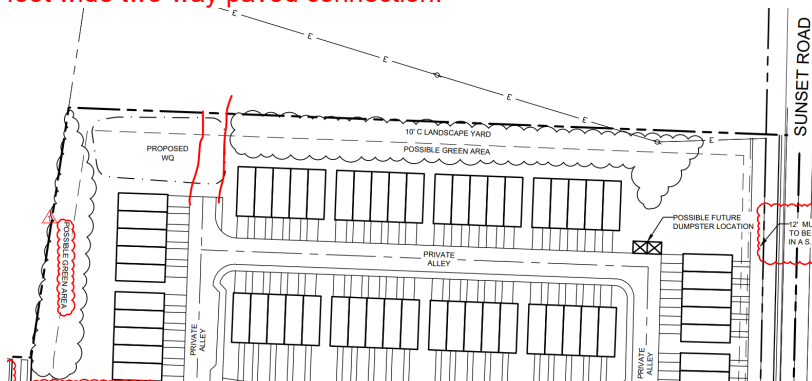 foot wide two-way paved connection.
E
E
E
E
E
E
SUNSET ROAD
10' C LANDSCAPE YARD
POSSIBLE GREEN AREA
PROPOSED
WQ
POSSIBLE FUTURE
DUMPSTER LOCATION
12' MU
TO BE
IN A S.
POSSIBLE GREEN AREA
PRIVATE
ALLEY
PRIVATE
ALLEY
PRIVATE
ALLEY